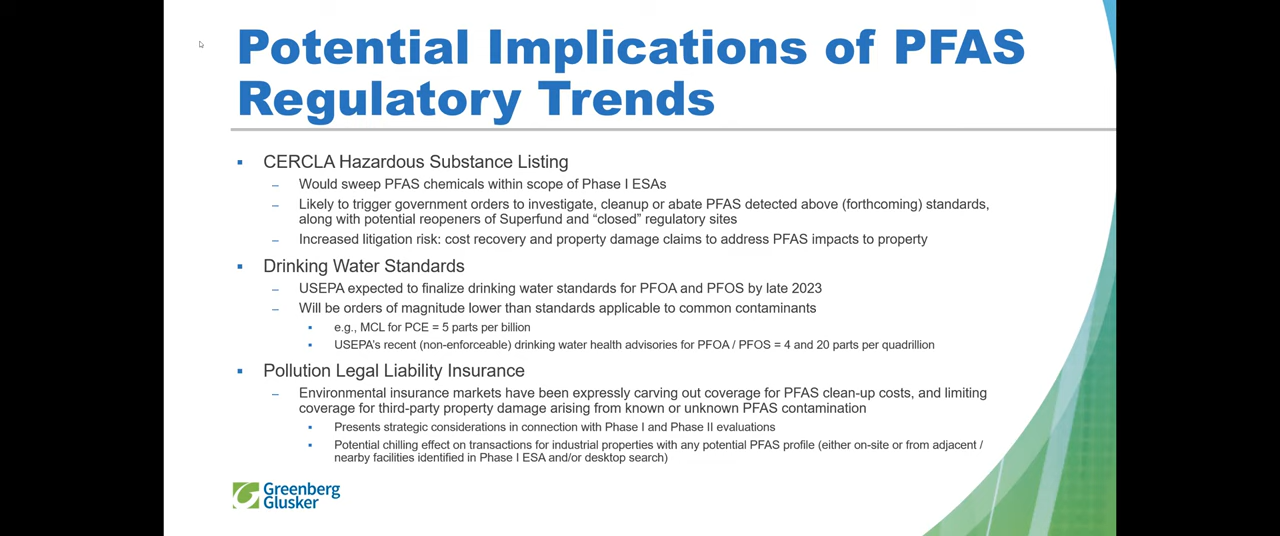 Potential Implications of PFAS
Regulatory Trends
▪ CERCLA Hazardous Substance Listing
– Would sweep PFAS chemicals within scope of Phase I ESAs
– Likely to trigger government orders to investigate, cleanup or abate PFAS detected above (forthcoming) standards,
along with potential reopeners of Superfund and “closed” regulatory sites
– Increased litigation risk: cost recovery and property damage claims to address PFAS impacts to property
▪ Drinking Water Standards
– USEPA expected to finalize drinking water standards for PFOA and PFOS by late 2023
– Will be orders of magnitude lower than standards applicable to common contaminants
▪ e.g., MCL for PCE = 5 parts per billion
▪ USEPA’s recent (non-enforceable) drinking water health advisories for PFOA / PFOS = 4 and 20 parts per quadrillion
▪ Pollution Legal Liability Insurance
– Environmental insurance markets have been expressly carving out coverage for PFAS clean-up costs, and limiting
coverage for third-party property damage arising from known or unknown PFAS contamination
▪ Presents strategic considerations in connection with Phase I and Phase II evaluations
▪ Potential chilling effect on transactions for industrial properties with any potential PFAS profile (either on-site or from adjacent /
nearby facilities identified in Phase I ESA and/or desktop search)
Greenberg
Glusker